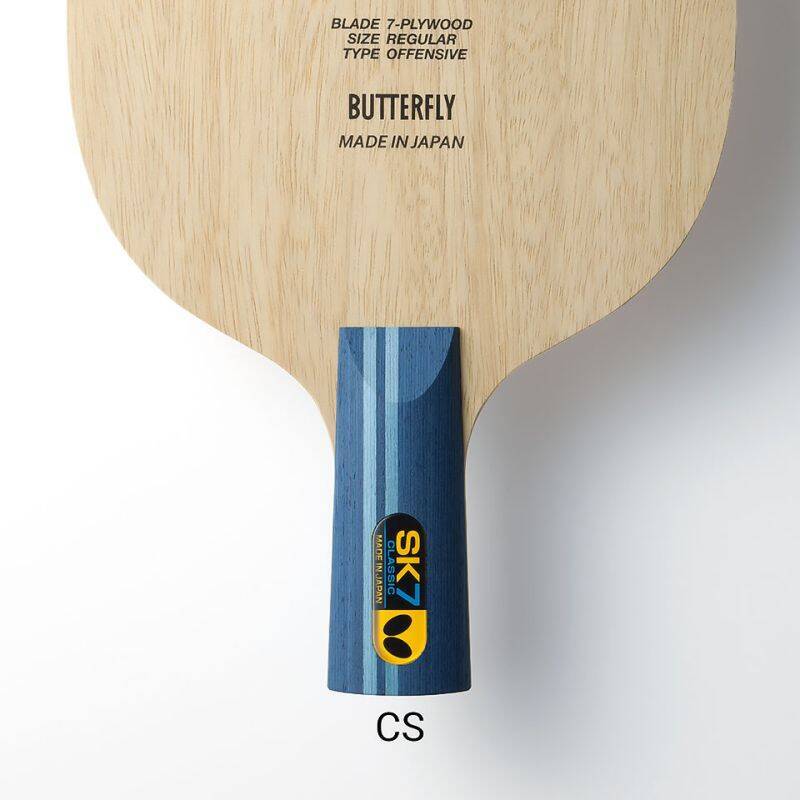 BLADE 7-PLYWOOD
SIZE REGULAR
TYPE OFFENSIVE
BUTTERFLY
MADE IN JAPAN
SK7
CLASSIC
MADE IN JAPAN
CS